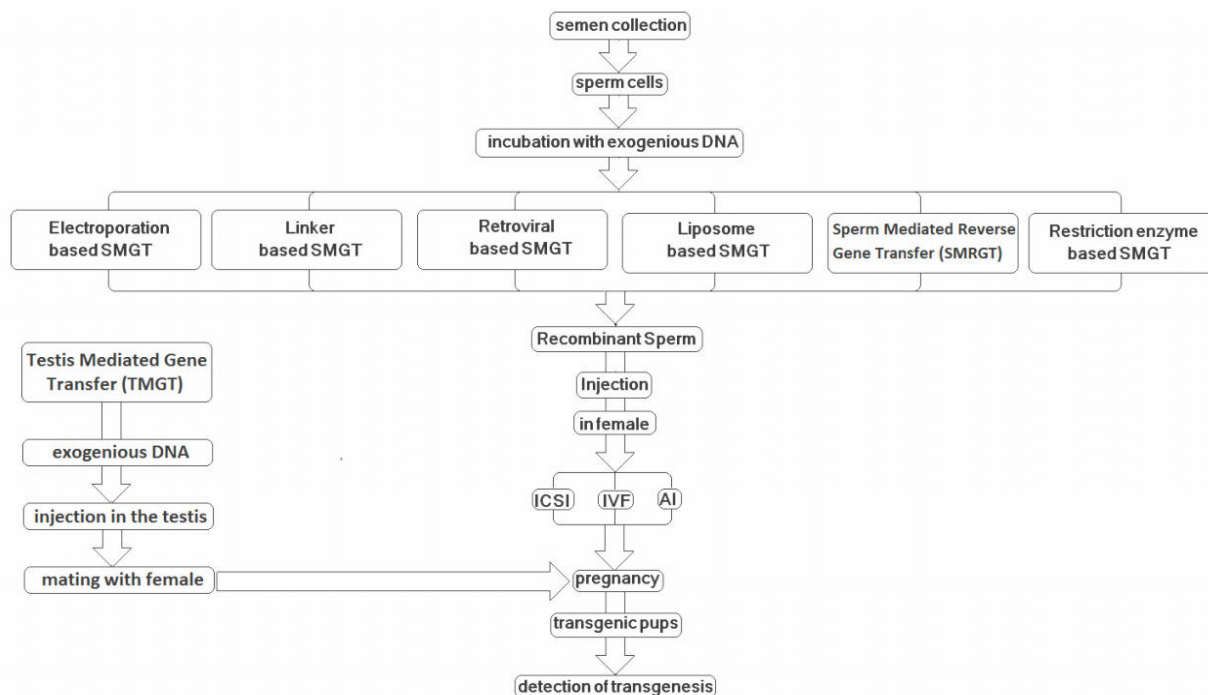 semen collection
sperm cells
incubation with exogenious DNA
Electroporation
based SMGT
Linker
based SMGT
Retroviral
based SMGT
Liposome
based SMGT
Sperm Mediated Reverse
Gene Transfer (SMRGT)
Restriction enzyme
based SMGT
Recombinant Sperm
Injection
in female
ICSI
IVF
AI
Testis Mediated Gene
Transfer (TMGT)
exogenious DNA
injection in the testis
mating with female
pregnancy
transgenic pups
detection of transgenesis